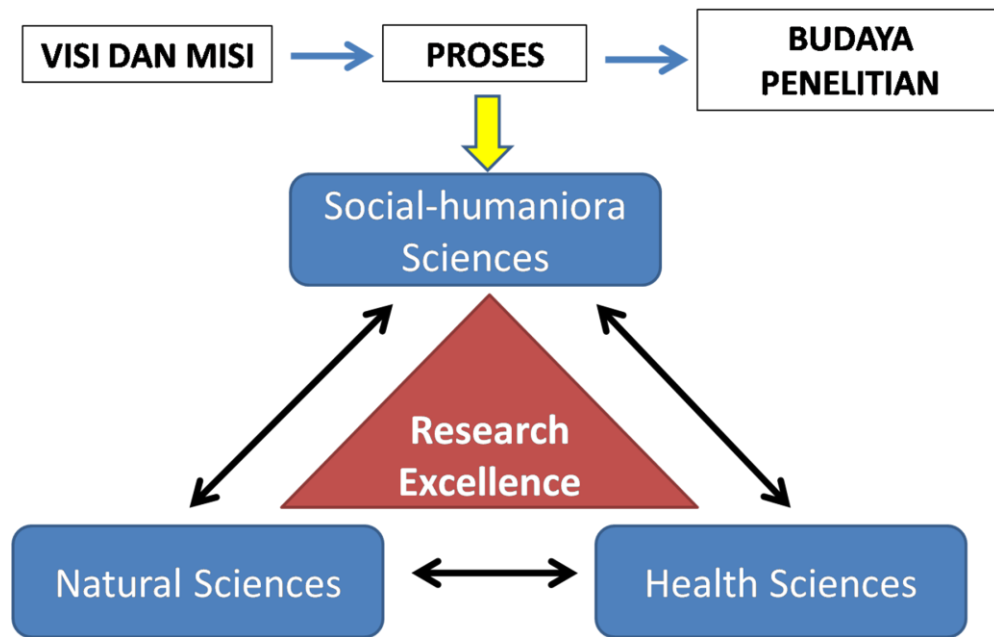 VISI DAN MISI
PROSES
BUDAYA
PENELITIAN
Social-humaniora
Sciences
Research
Excellence
Natural Sciences
Health Sciences